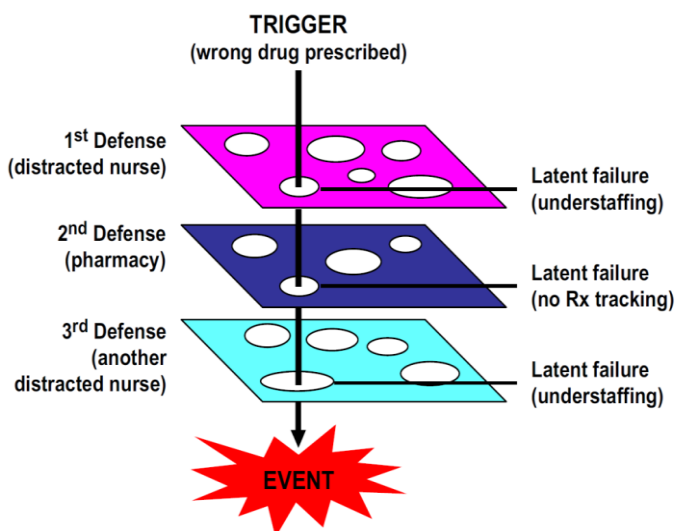 TRIGGER
(wrong drug prescribed)
1st Defense
(distracted nurse)
Latent failure
(understaffing)
2nd Defense
(pharmacy)
Latent failure
(no Rx tracking)
3rd Defense
(another
distracted nurse)
Latent failure
(understaffing)
EVENT